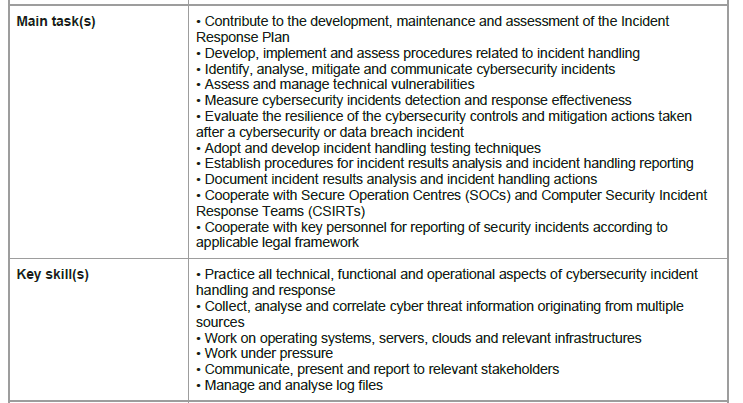 Main task(s)
• Contribute to the development, maintenance and assessment of the Incident
Response Plan
• Develop, implement and assess procedures related to incident handling
• Identify, analyse, mitigate and communicate cybersecurity incidents
• Assess and manage technical vulnerabilities
• Measure cybersecurity incidents detection and response effectiveness
• Evaluate the resilience of the cybersecurity controls and mitigation actions taken
after a cybersecurity or data breach incident
• Adopt and develop incident handling testing techniques
• Establish procedures for incident results analysis and incident handling reporting
• Document incident results analysis and incident handling actions
• Cooperate with Secure Operation Centres (SOCs) and Computer Security Incident
Response Teams (CSIRTs)
• Cooperate with key personnel for reporting of security incidents according to
applicable legal framework
Key skill(s)
• Practice all technical, functional and operational aspects of cybersecurity incident
handling and response
• Collect, analyse and correlate cyber threat information originating from multiple
sources
• Work on operating systems, servers, clouds and relevant infrastructures
• Work under pressure
• Communicate, present and report to relevant stakeholders
• Manage and analyse log files